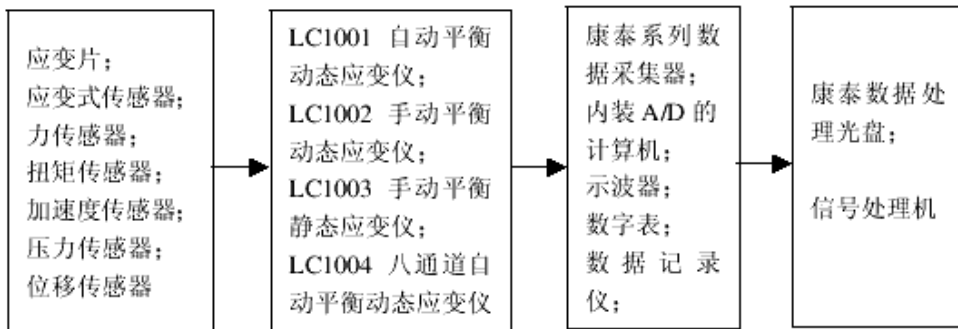 应变片；
应变式传感器；
力传感器；
扭矩传感器；
加速度传感器；
压力传感器；
位移传感器
LC1001 自动平衡
动态应变仪；
LC1002 手动平衡
动态应变仪；
LC1003 手动平衡
静态应变仪；
LC1004 八通道自
动平衡动态应变仪
康泰系列数
据采集器；
内装 A/D 的
计算机；
示波器；
数字表；
数据记录
仪；
康泰数据处
理光盘；
信号处理机